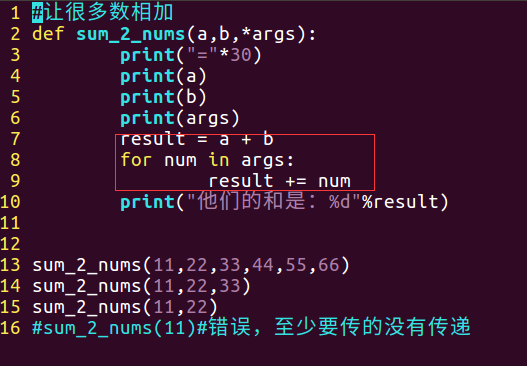 1 #让很多数相加
2 def sum_2_nums(a,b,*args):
3         print("="*30)
4         print(a)
5         print(b)
6         print(args)
7         result = a + b
8         for num in args:
9                 result += num
10         print("他们的和是：%d"%result)
11
12
13 sum_2_nums(11,22,33,44,55,66)
14 sum_2_nums(11,22,33)
15 sum_2_nums(11,22)
16 #sum_2_nums(11)#错误，至少要传的没有传递